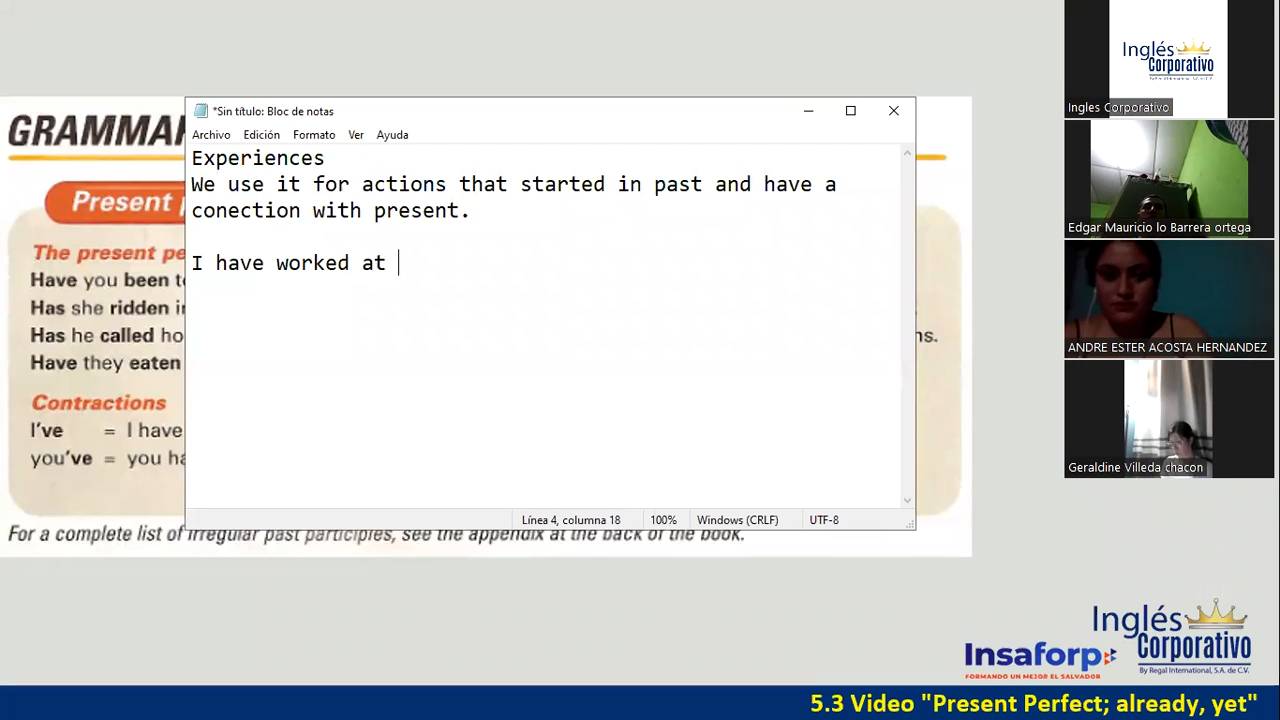 Inglés
Corporativo
Ingles Corporativo
GRAMMAR
*Sin título: Bloc de notas
Archivo Edición Formato Ver Ayuda
Experiences
We use it for actions that started in past and have a
conection with present.
I have worked at
Present
The present pe
Have you been t
Has she ridden i
Has he called ho
ns.
Have they eaten
Contractions
I've = I have
you've = you ha
Línea 4, columna 18 100% Windows (CRLF) UTF-8
For a complete list of irregular past participles, see the appendix at the back of the book.
Edgar Mauricio lo Barrera ortega
ANDRE ESTER ACOSTA HERNANDEZ
Geraldine Villeda chacon
Insaforp
FORMANDO UN MEJOR EL SALVADOR
Inglés
Corporativo
By Regal International, S.A. de C.V.
5.3 Video "Present Perfect; already, yet"